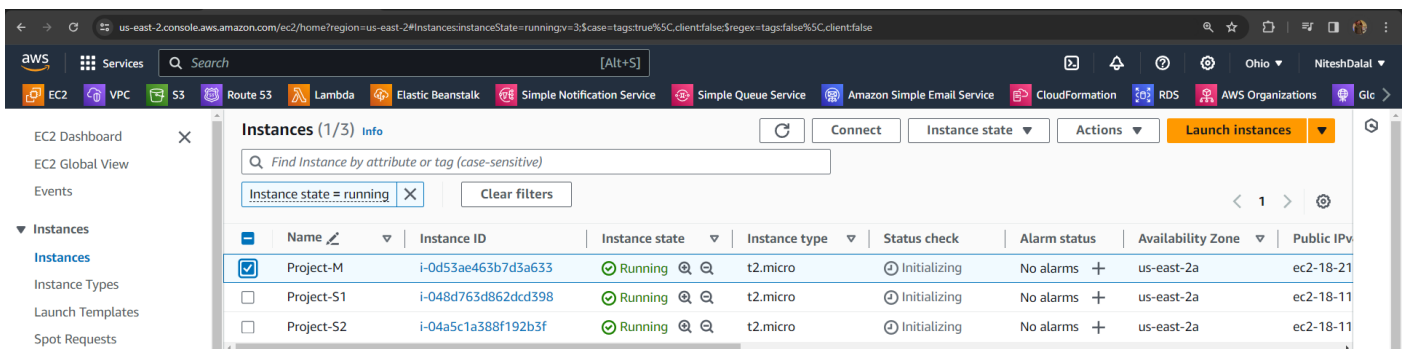 us-east-2.console.aws.amazon.com/ec2/home?region=us-east-2#Instances:instanceState=running;v=3;$case=tags:true%5C,client:false;$regex=tags:false%5C,client:false
aws Services Search [Alt+S] Ohio NiteshDalal
EC2 VPC S3 Route 53 Lambda Elastic Beanstalk Simple Notification Service Simple Queue Service Amazon Simple Email Service CloudFormation RDS AWS Organizations Glc
EC2 Dashboard
EC2 Global View
Events
Instances
Instances
Instance Types
Launch Templates
Spot Requests
Instances (1/3) Info Connect Instance state Actions Launch instances
Find Instance by attribute or tag (case-sensitive)
Instance state = running Clear filters
1
Name Instance ID Instance state Instance type Status check Alarm status Availability Zone Public IPv
Project-M i-0d53ae463b7d3a633 Running t2.micro Initializing No alarms + us-east-2a ec2-18-21
Project-S1 i-048d763d862dcd398 Running t2.micro Initializing No alarms + us-east-2a ec2-18-11
Project-S2 i-04a5c1a388f192b3f Running t2.micro Initializing No alarms + us-east-2a ec2-18-11